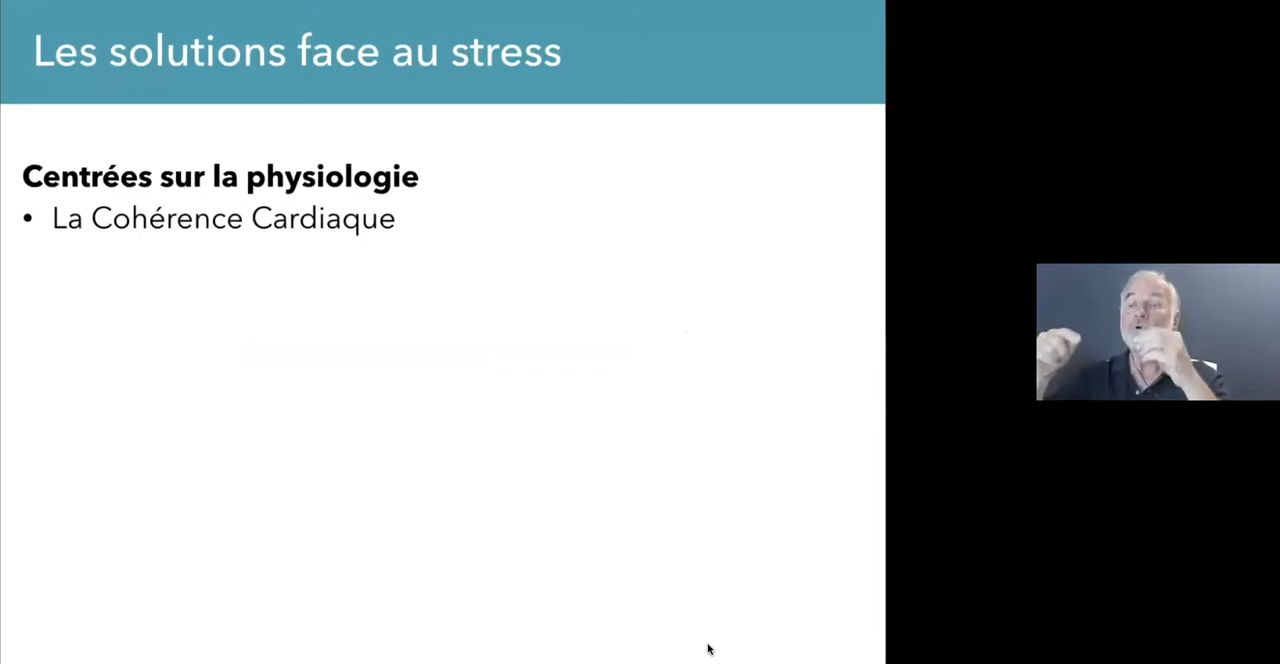 Les solutions face au stress
Centrées sur la physiologie
• La Cohérence Cardiaque